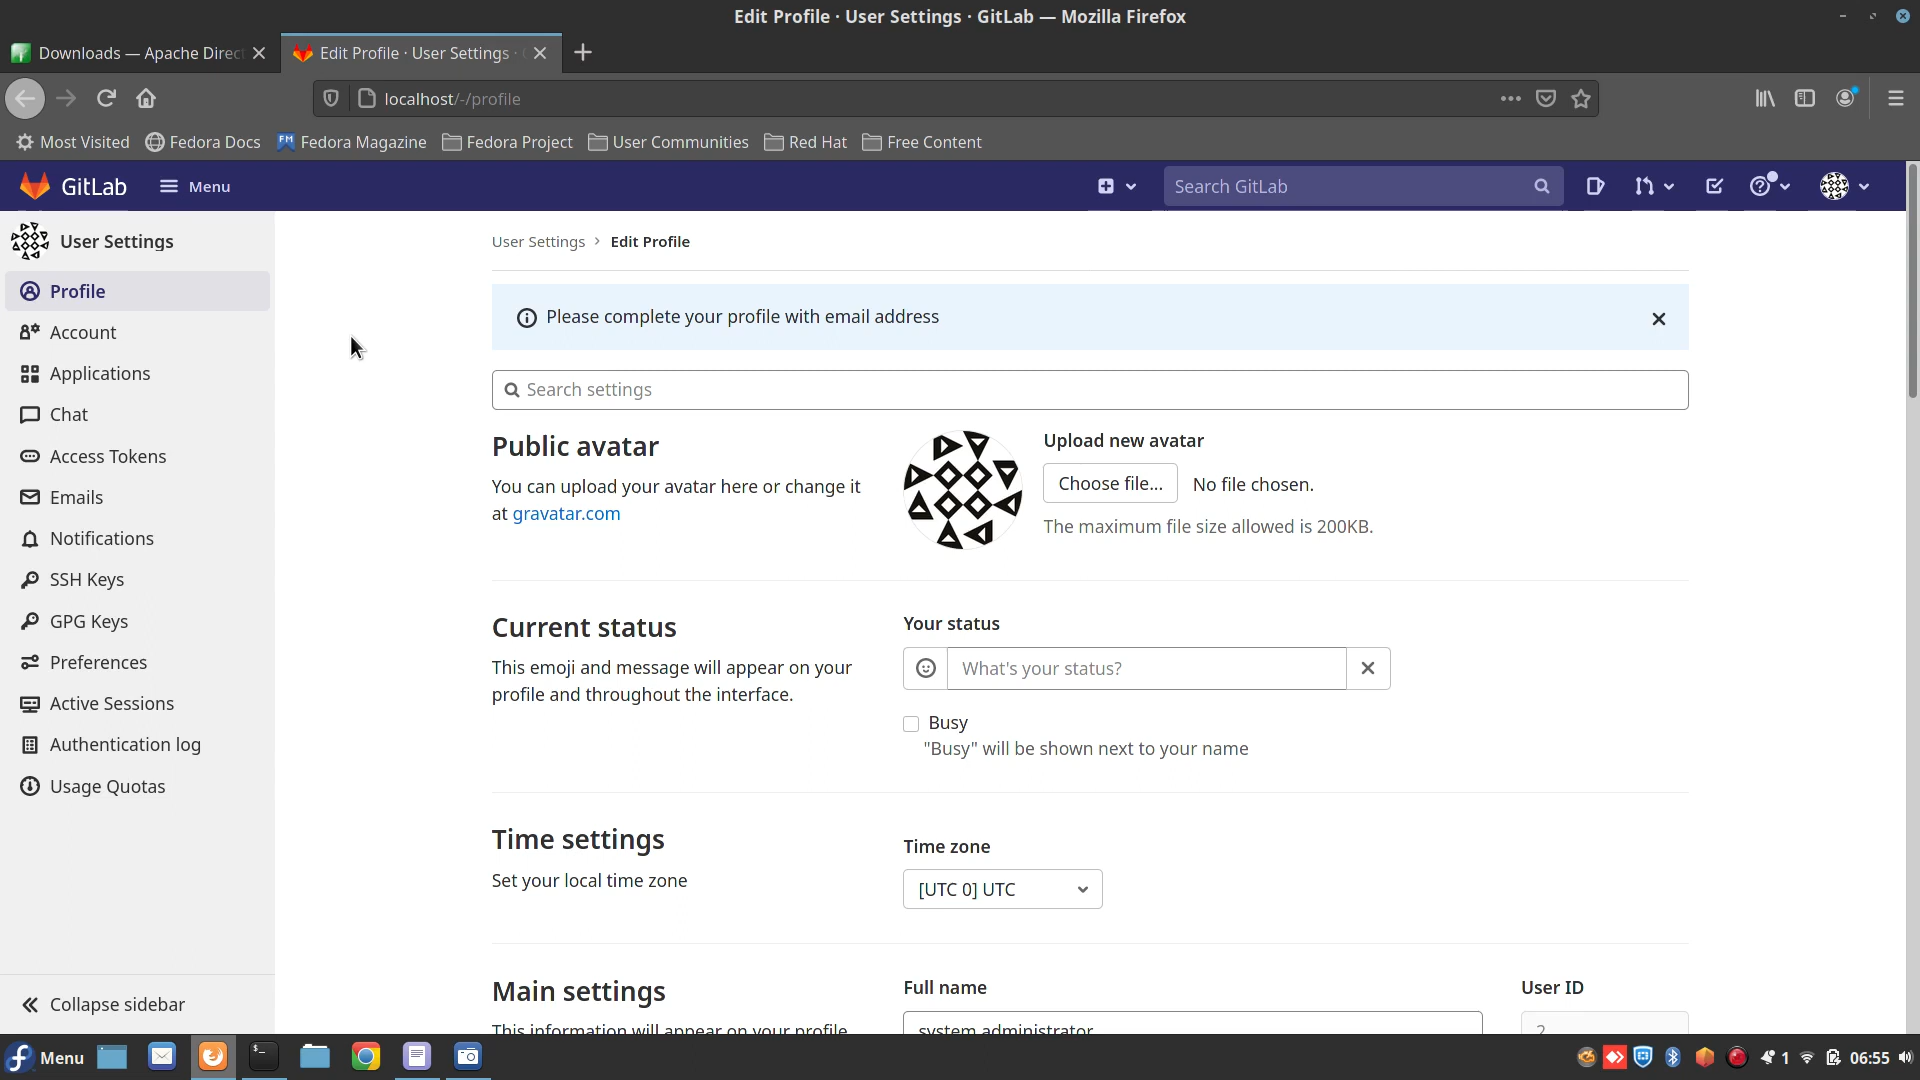 Edit Profile · User Settings · GitLab — Mozilla Firefox
Downloads — Apache Direc
Edit Profile · User Settings ·
localhost/-/profile
Most Visited
Fedora Docs
Fedora Magazine
Fedora Project
User Communities
Red Hat
Free Content
GitLab
Menu
Search GitLab
User Settings
Profile
Account
Applications
Chat
Access Tokens
Emails
Notifications
SSH Keys
GPG Keys
Preferences
Active Sessions
Authentication log
Usage Quotas
Collapse sidebar
User Settings › Edit Profile
Please complete your profile with email address
Search settings
Public avatar
You can upload your avatar here or change it
at gravatar.com
Upload new avatar
Choose file... No file chosen.
The maximum file size allowed is 200KB.
Current status
This emoji and message will appear on your
profile and throughout the interface.
Your status
What's your status?
Busy
"Busy" will be shown next to your name
Time settings
Set your local time zone
Time zone
[UTC 0] UTC
Main settings
This information will appear on your profile
Full name
system administrator
User ID
2
Menu
1
06:55